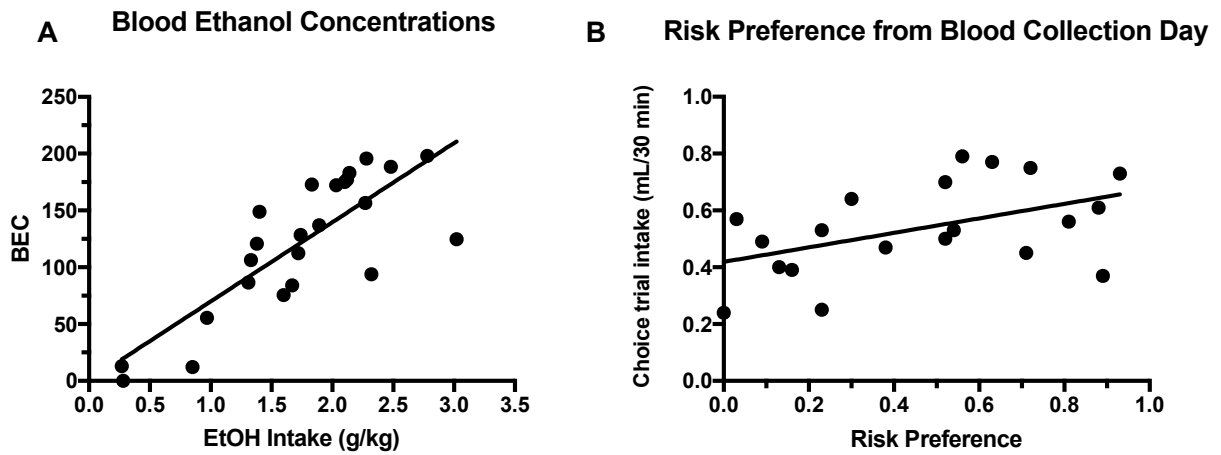 A
Blood Ethanol Concentrations
BEC
250
200
150
100
50
0
0.0 0.5 1.0 1.5 2.0 2.5 3.0 3.5
EtOH Intake (g/kg)
B
Risk Preference from Blood Collection Day
Choice trial intake (mL/30 min)
1.0
0.8
0.6
0.4
0.2
0.0
0.0 0.2 0.4 0.6 0.8 1.0
Risk Preference